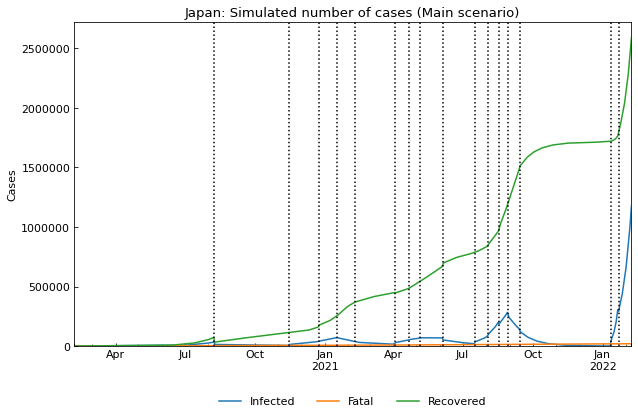 Japan: Simulated number of cases (Main scenario)
Cases
2500000
2000000
1500000
1000000
500000
0
Apr Jul Oct Jan Apr Jul Oct Jan
2021 2022
Infected Fatal Recovered